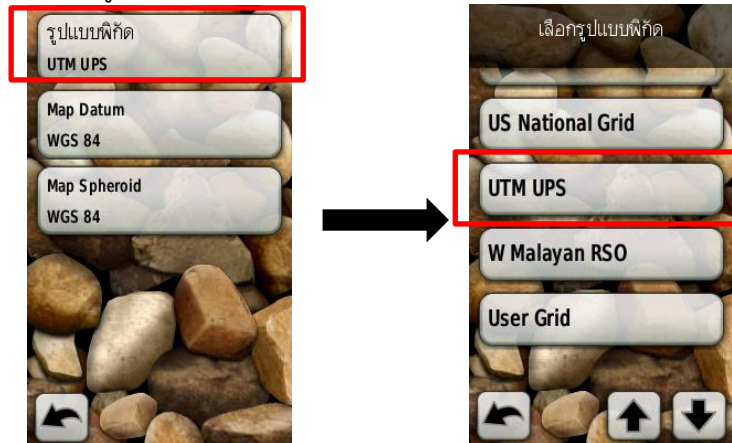 รูปแบบพิกัด
UTM UPS
Map Datum
WGS 84
Map Spheroid
WGS 84
เลือกรูปแบบพิกัด
US National Grid
UTM UPS
W Malayan RSO
User Grid